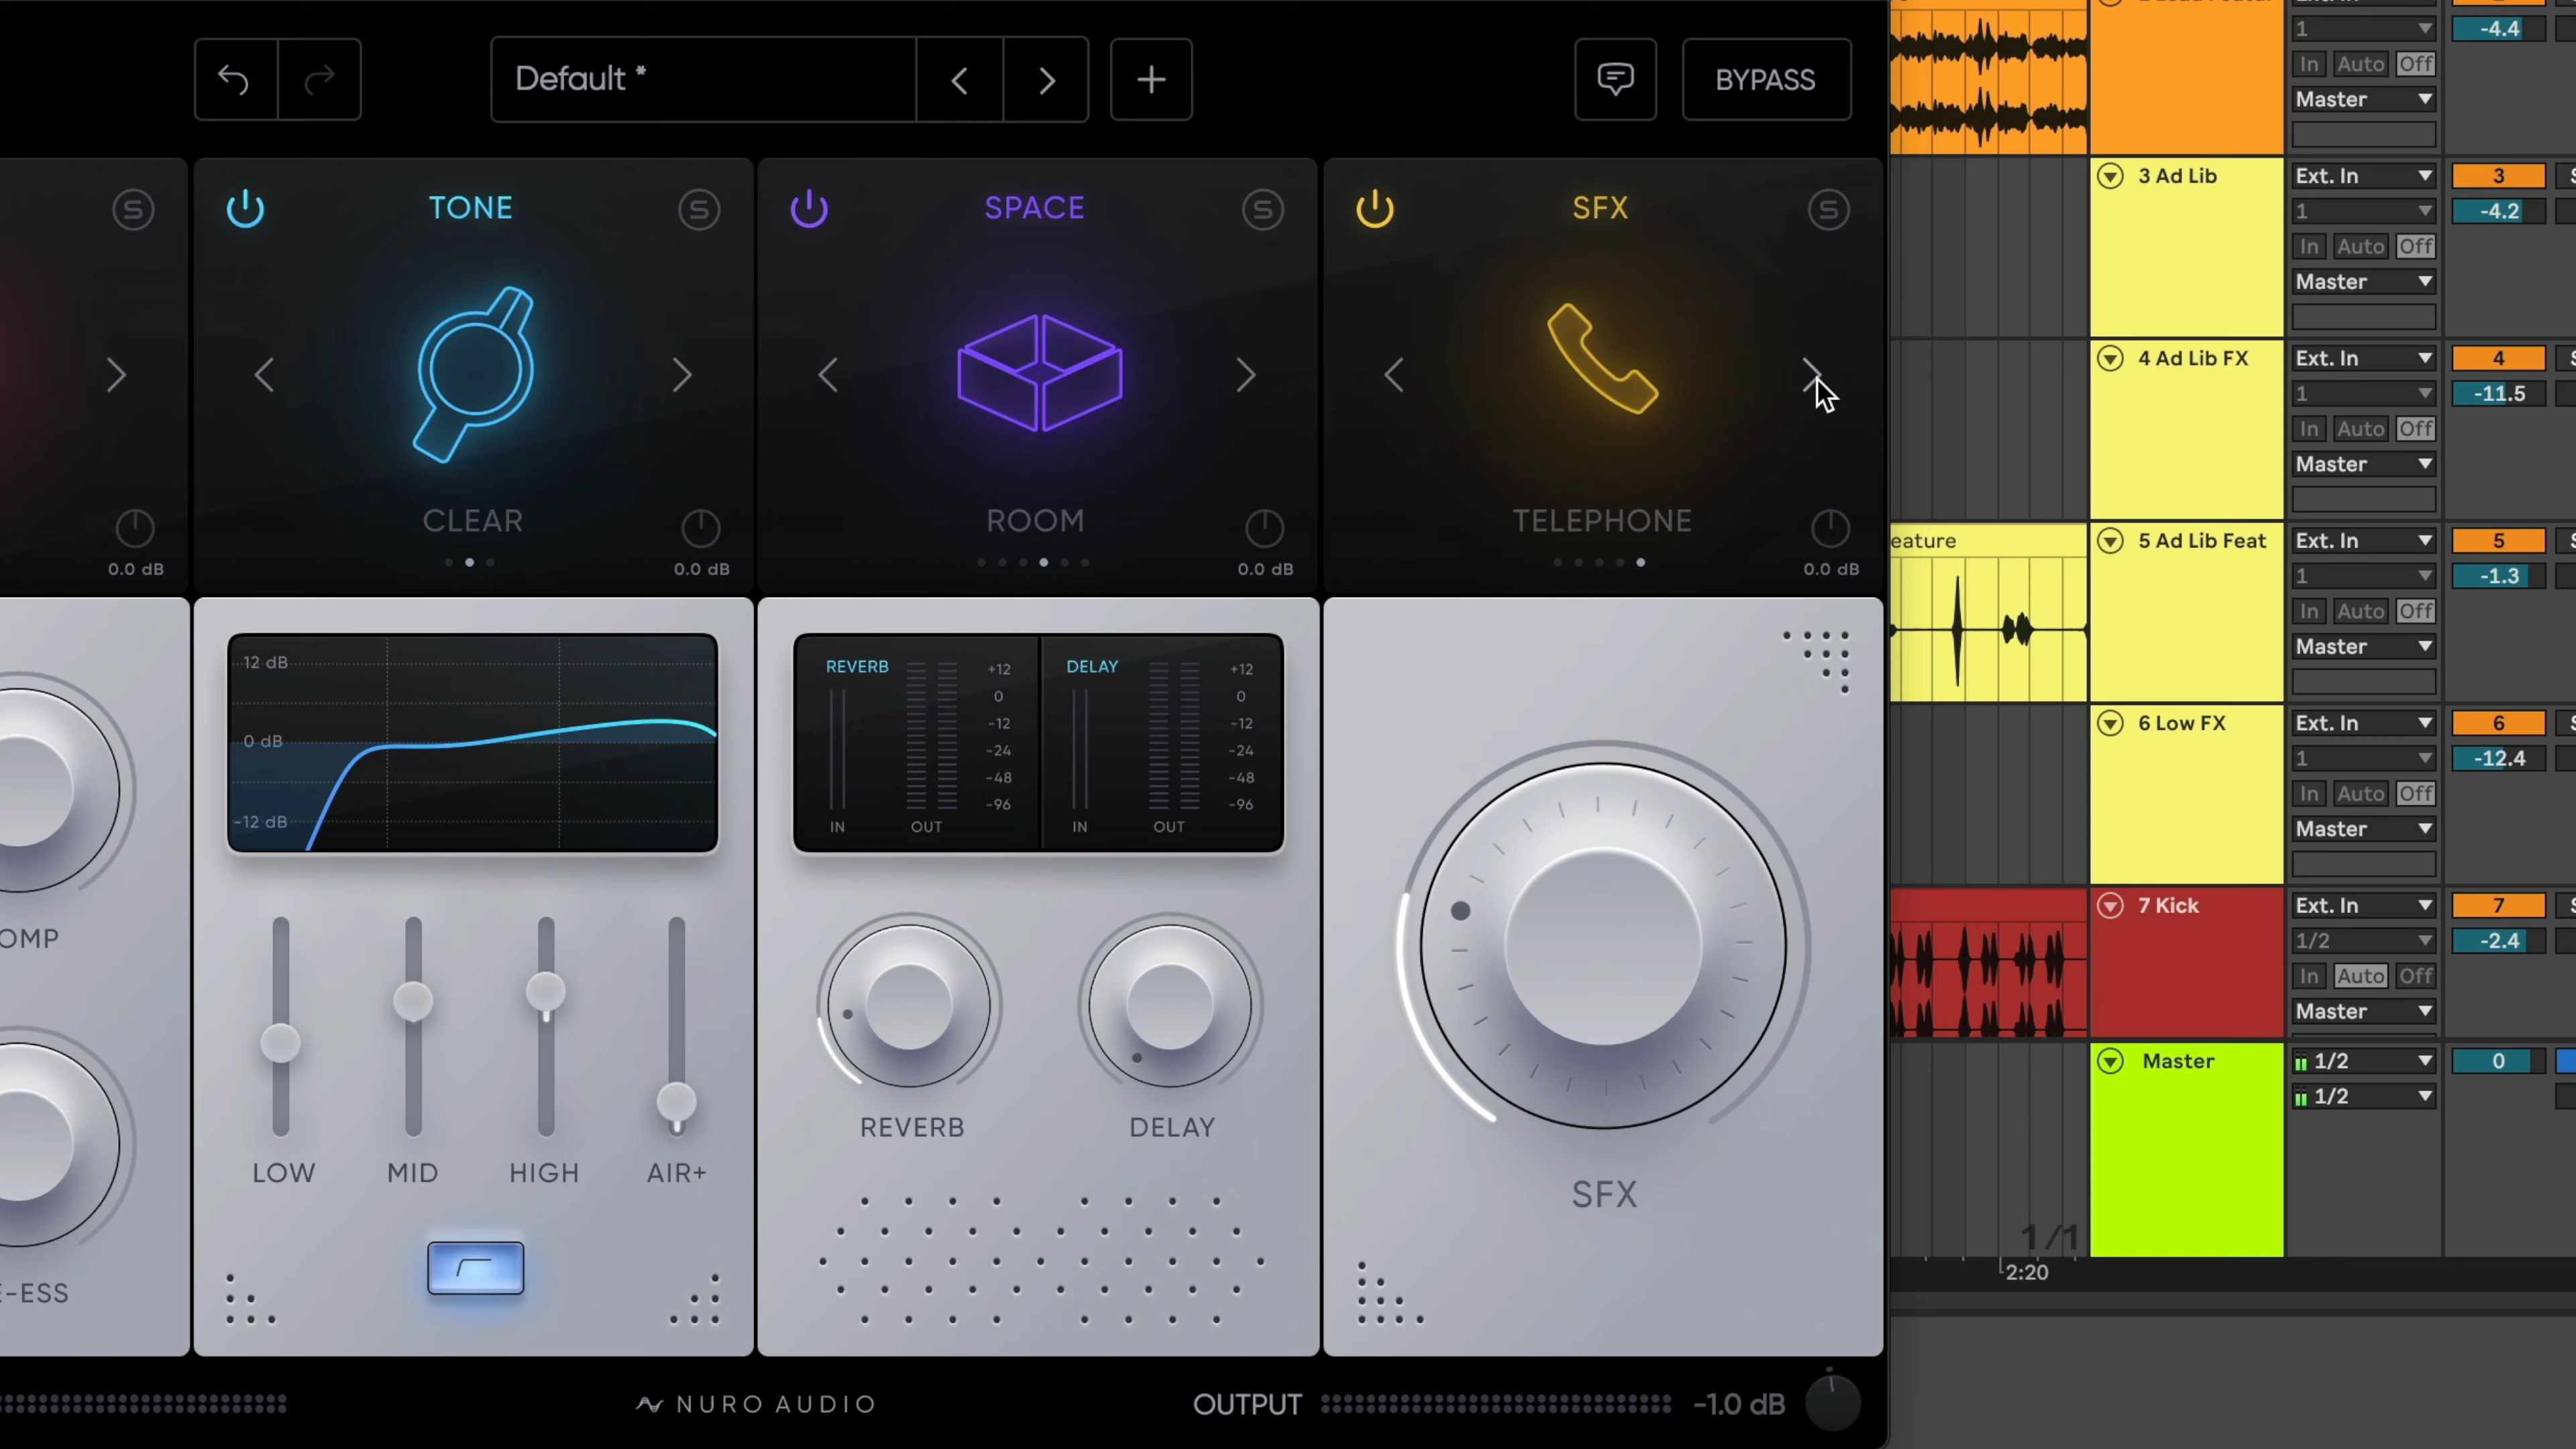 Default *
BYPASS
TONE
S
SPACE
S
SFX
S
S
CLEAR
ROOM
TELEPHONE
0.0 dB
0.0 dB
0.0 dB
0.0 dB
12 dB
0 dB
-12 dB
REVERB
+12
0
-12
-24
-48
-96
IN
OUT
DELAY
+12
0
-12
-24
-48
-96
IN
OUT
OMP
E-ESS
LOW
MID
HIGH
AIR+
REVERB
DELAY
SFX
NURO AUDIO
OUTPUT
-1.0 dB
1
-4.4
In Auto Off
Master
3 Ad Lib
Ext. In
3
1
-4.2
In Auto Off
Master
4 Ad Lib FX
Ext. In
4
1
-11.5
In Auto Off
Master
eature
5 Ad Lib Feat
Ext. In
5
1
-1.3
In Auto Off
Master
6 Low FX
Ext. In
6
1
-12.4
In Auto Off
Master
7 Kick
Ext. In
7
1/2
-2.4
In Auto Off
Master
Master
1/2
0
1/2
1/1
2:20